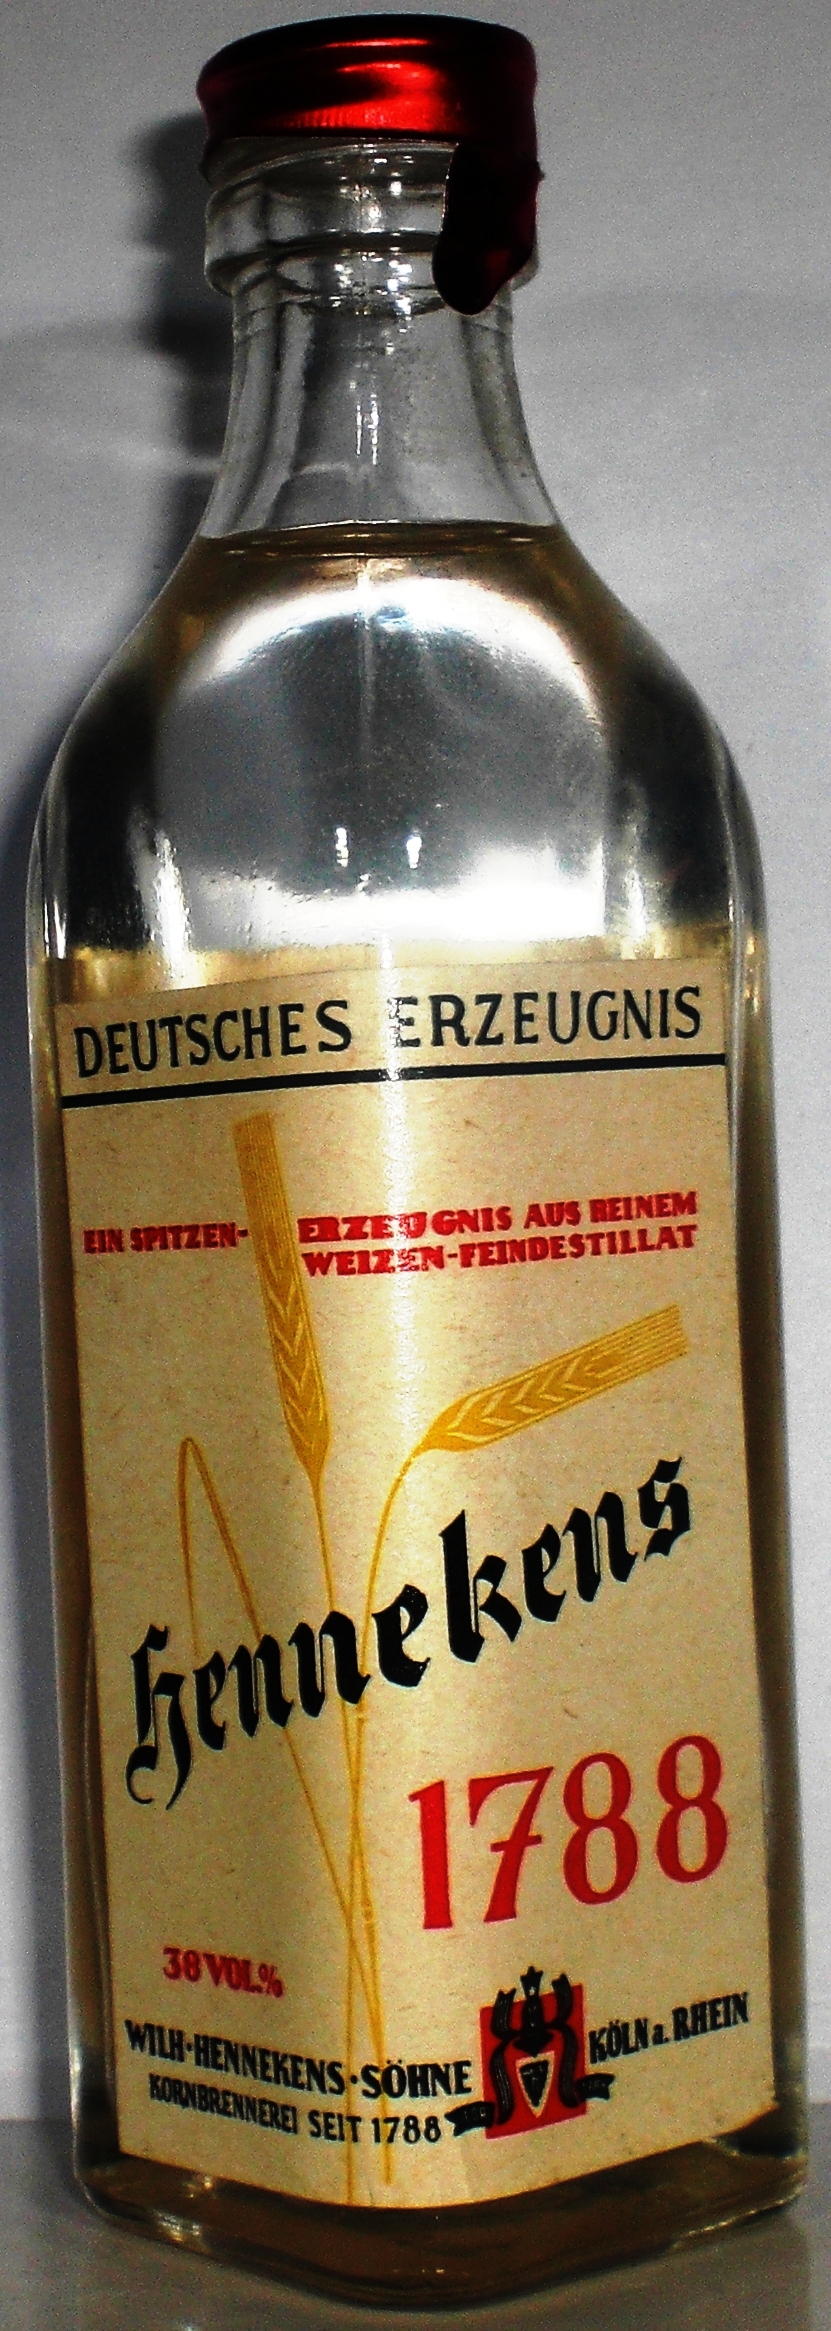 DEUTSCHES ERZEUGNIS
EIN SPITZEN-ERZEUGNIS AUS REINEM
WEIZEN-FEINDESTILLAT
Hennekens
1788
38 VOL.%
WILH·HENNEKENS·SÖHNE KÖLN a. RHEIN
KORNBRENNEREI SEIT 1788